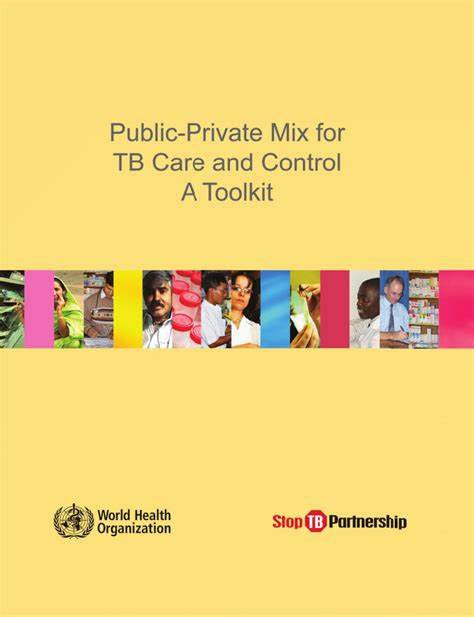 Public-Private Mix for
TB Care and Control
A Toolkit
World Health
Organization
Stop TB Partnership